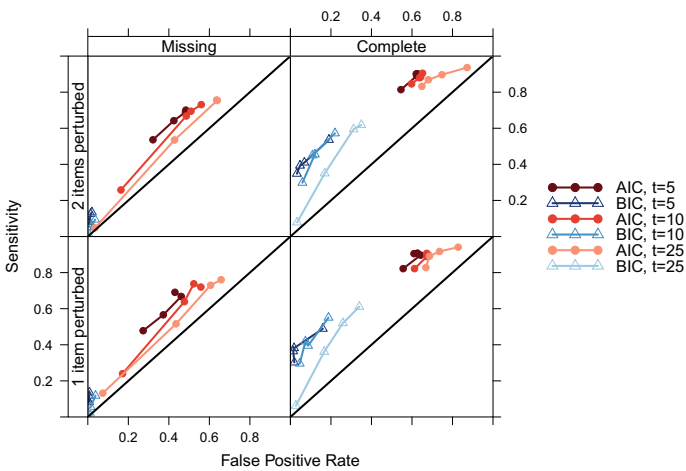 0.2 0.4 0.6 0.8
Missing Complete
2 items perturbed
0.8
0.6
0.4
0.2
Sensitivity
AIC, t=5
BIC, t=5
AIC, t=10
BIC, t=10
AIC, t=25
BIC, t=25
1 item perturbed
0.8
0.6
0.4
0.2
0.2 0.4 0.6 0.8
False Positive Rate